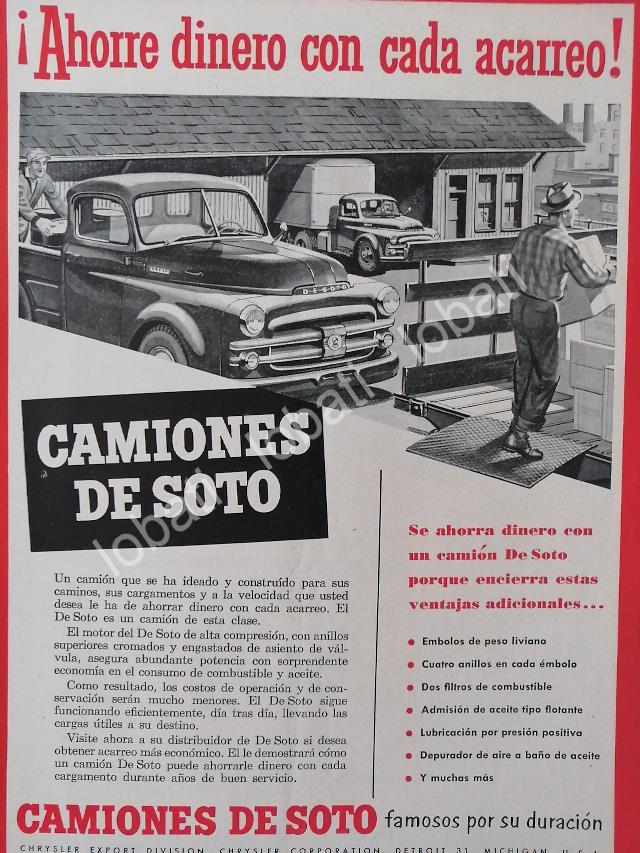 ¡Ahorre dinero con cada acarreo!
DE SOTO
CAMIONES
DE SOTO
Un camión que se ha ideado y construído para sus
caminos, sus cargamentos y a la velocidad que usted
desea le ha de ahorrar dinero con cada acarreo. El
De Soto es un camión de esta clase.
El motor del De Soto de alta compresión, con anillos
superiores cromados y engastados de asiento de vál-
vula, asegura abundante potencia con sorprendente
economía en el consumo de combustible y aceite.
Como resultado, los costos de operación y de con-
servación serán mucho menores. El De Soto sigue
funcionando eficientemente, día tras día, llevando las
cargas útiles a su destino.
Visite ahora a su distribuidor de De Soto si desea
obtener acarreo más económico. El le demostrará cómo
un camión De Soto puede ahorrarle dinero con cada
cargamento durante años de buen servicio.
Se ahorra dinero con
un camión De Soto
porque encierra estas
ventajas adicionales...
• Embolos de peso liviano
• Cuatro anillos en cada émbolo
• Dos filtros de combustible
• Admisión de aceite tipo flotante
• Lubricación por presión positiva
• Depurador de aire a baño de aceite
• Y muchas más
CAMIONES DE SOTO famosos por su duración
CHRYSLER EXPORT DIVISION, CHRYSLER CORPORATION, DETROIT 31, MICHIGAN, U.S.A.
lobati lobati lobati lobati